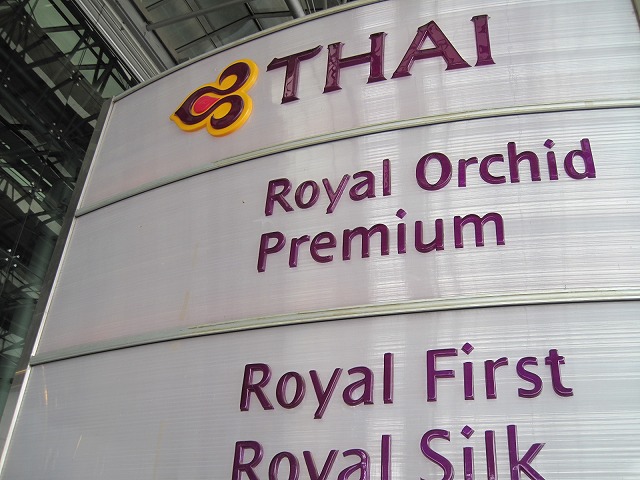 THAI
Royal Orchid
Premium
Royal First
Royal Silk